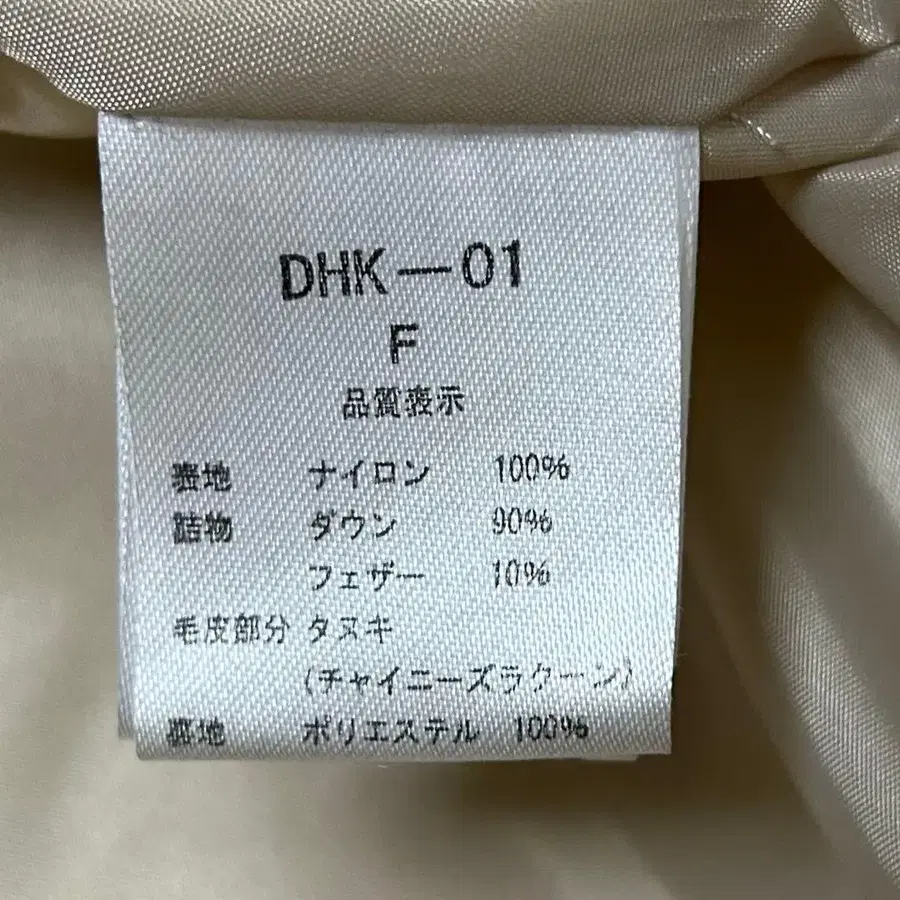 DHK—01
F
品質表示
表地 ナイロン 100%
詰物 ダウン 90%
フェザー 10%
毛皮部分 タヌキ
(チャイニーズラクーン)
裏地 ポリエステル 100%